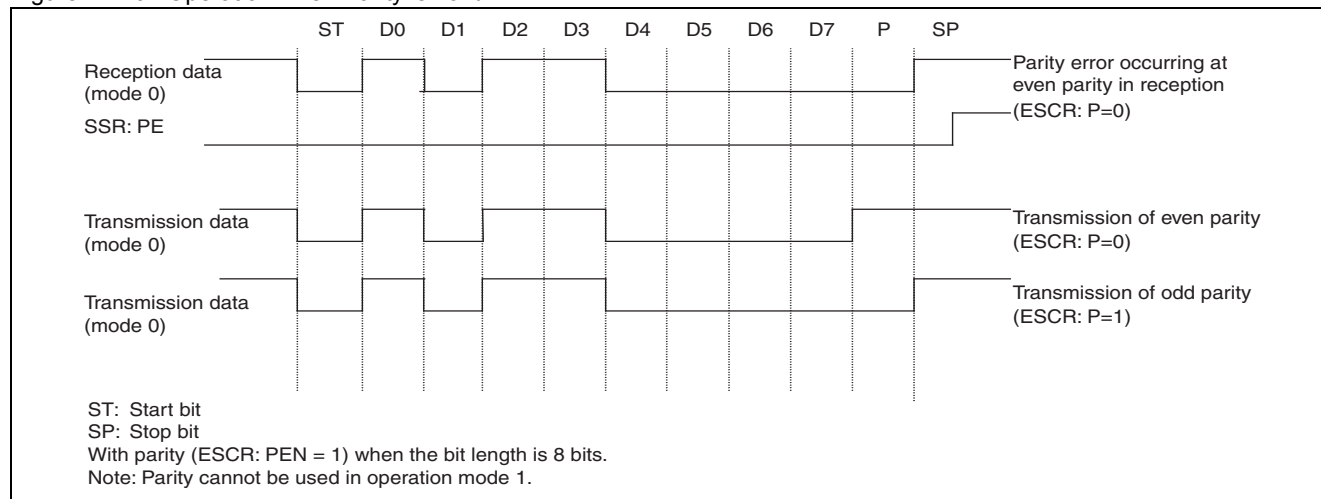 ST D0 D1 D2 D3 D4 D5 D6 D7 P SP
Reception data
(mode 0)
Parity error occurring at
even parity in reception
(ESCR: P=0)
SSR: PE
Transmission data
(mode 0)
Transmission of even parity
(ESCR: P=0)
Transmission data
(mode 0)
Transmission of odd parity
(ESCR: P=1)
ST: Start bit
SP: Stop bit
With parity (ESCR: PEN = 1) when the bit length is 8 bits.
Note: Parity cannot be used in operation mode 1.